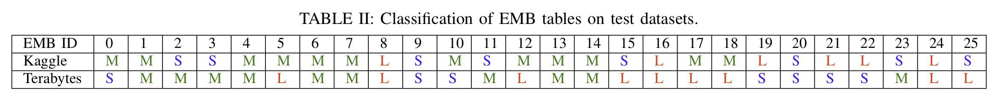 TABLE II: Classification of EMB tables on test datasets.
EMB ID 0 1 2 3 4 5 6 7 8 9 10 11 12 13 14 15 16 17 18 19 20 21 22 23 24 25
Kaggle M M S S M M M M L S M S M M M S L M M L S L L S L S
Terabytes S M M M M L M M L S S M L M M L L L L S S S S M L L